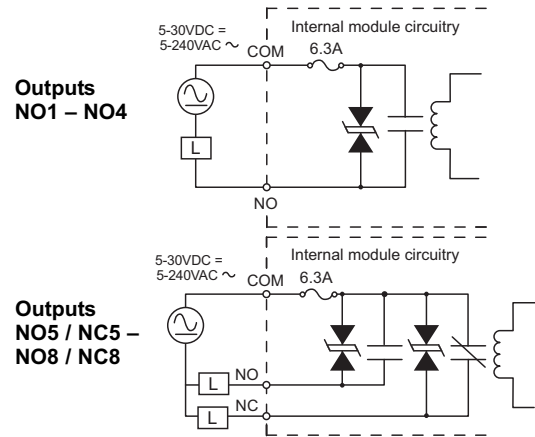 5-30VDC =
5-240VAC ~
COM
Internal module circuitry
6.3A
Outputs
NO1 – NO4
L
NO
5-30VDC =
5-240VAC ~
COM
Internal module circuitry
6.3A
Outputs
NO5 / NC5 –
NO8 / NC8
L
NO
L
NC